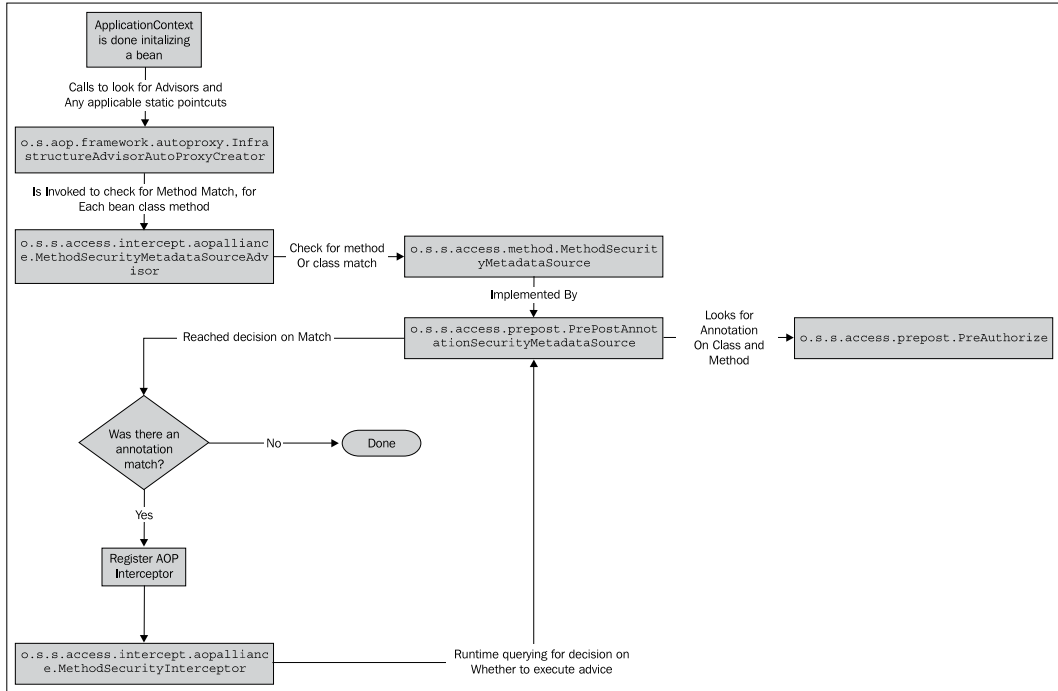 ApplicationContext
is done initalizing
a bean
Calls to look for Advisors and
Any applicable static pointcuts
o.s.aop.framework.autoproxy.Infra
structureAdvisorAutoProxyCreator
Is Invoked to check for Method Match, for
Each bean class method
o.s.s.access.intercept.aopallianc
e.MethodSecurityMetadataSourceAdv
isor
Check for method
Or class match
o.s.s.access.method.MethodSecuri
tyMetadataSource
Implemented By
o.s.s.access.prepost.PrePostAnnot
ationSecurityMetadataSource
Looks for
Annotation
On Class and
Method
o.s.s.access.prepost.PreAuthorize
Reached decision on Match
Was there an
annotation
match?
No
Done
Yes
Register AOP
Interceptor
o.s.s.access.intercept.aopallianc
e.MethodSecurityInterceptor
Runtime querying for decision on
Whether to execute advice